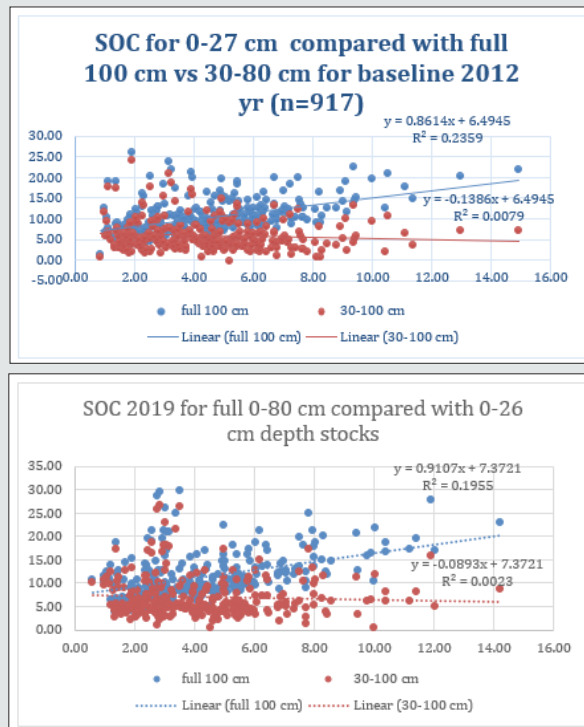 SOC for 0-27 cm compared with full
100 cm vs 30-80 cm for baseline 2012
yr (n=917)
y = 0.8614x + 6.4945
R² = 0.2359
30.00
25.00
20.00
15.00
10.00
5.00
0.00
-5.00
y = -0.1386x + 6.4945
R² = 0.0079
0.00 2.00 4.00 6.00 8.00 10.00 12.00 14.00 16.00
full 100 cm 30-100 cm
Linear (full 100 cm) Linear (30-100 cm)
SOC 2019 for full 0-80 cm compared with 0-26
cm depth stocks
35.00
30.00
25.00
20.00
15.00
10.00
5.00
0.00
y = 0.9107x + 7.3721
R² = 0.1955
y = -0.0893x + 7.3721
R² = 0.0023
0.00 2.00 4.00 6.00 8.00 10.00 12.00 14.00 16.00
full 100 cm 30-100 cm
Linear (full 100 cm) Linear (30-100 cm)